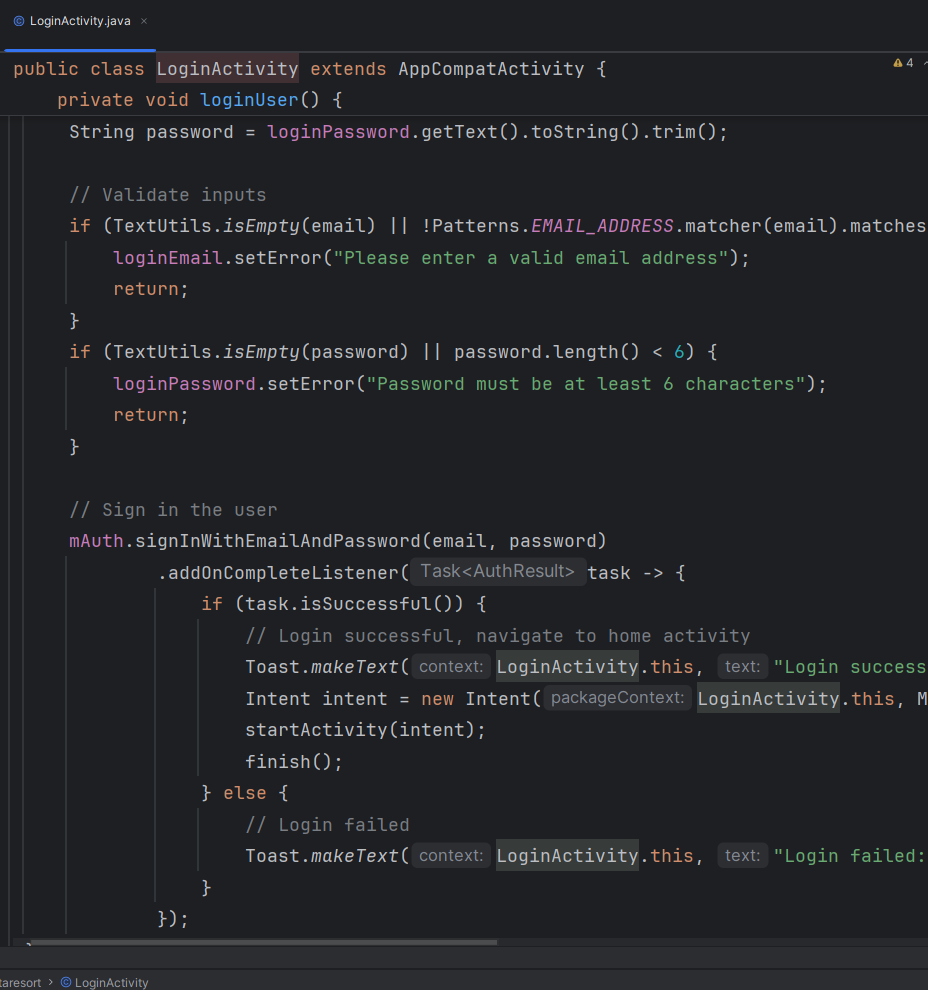 LoginActivity.java
public class LoginActivity extends AppCompatActivity {
4
private void loginUser() {
String password = loginPassword.getText().toString().trim();
// Validate inputs
if (TextUtils.isEmpty(email) || !Patterns.EMAIL_ADDRESS.matcher(email).matches
loginEmail.setError("Please enter a valid email address");
return;
}
if (TextUtils.isEmpty(password) || password.length() < 6) {
loginPassword.setError("Password must be at least 6 characters");
return;
}
// Sign in the user
mAuth.signInWithEmailAndPassword(email, password)
.addOnCompleteListener( Task<AuthResult> task -> {
if (task.isSuccessful()) {
// Login successful, navigate to home activity
Toast.makeText( context: LoginActivity.this, text: "Login success
Intent intent = new Intent( packageContext: LoginActivity.this, M
startActivity(intent);
finish();
} else {
// Login failed
Toast.makeText( context: LoginActivity.this, text: "Login failed:
}
});
taresort > LoginActivity